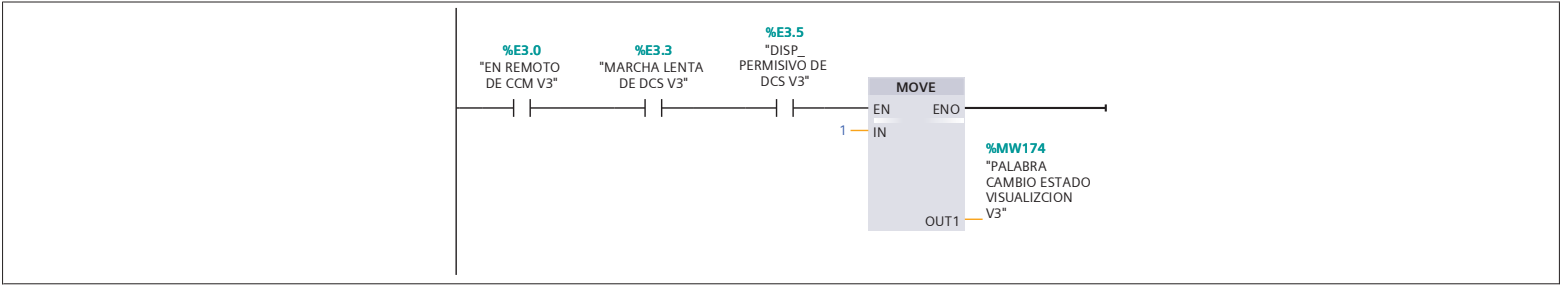 %E3.0
"EN REMOTO
DE CCM V3"
%E3.3
"MARCHA LENTA
DE DCS V3"
%E3.5
"DISP_
PERMISIVO DE
DCS V3"
MOVE
EN
ENO
1
IN
%MW174
"PALABRA
CAMBIO ESTADO
VISUALIZCION
V3"
OUT1